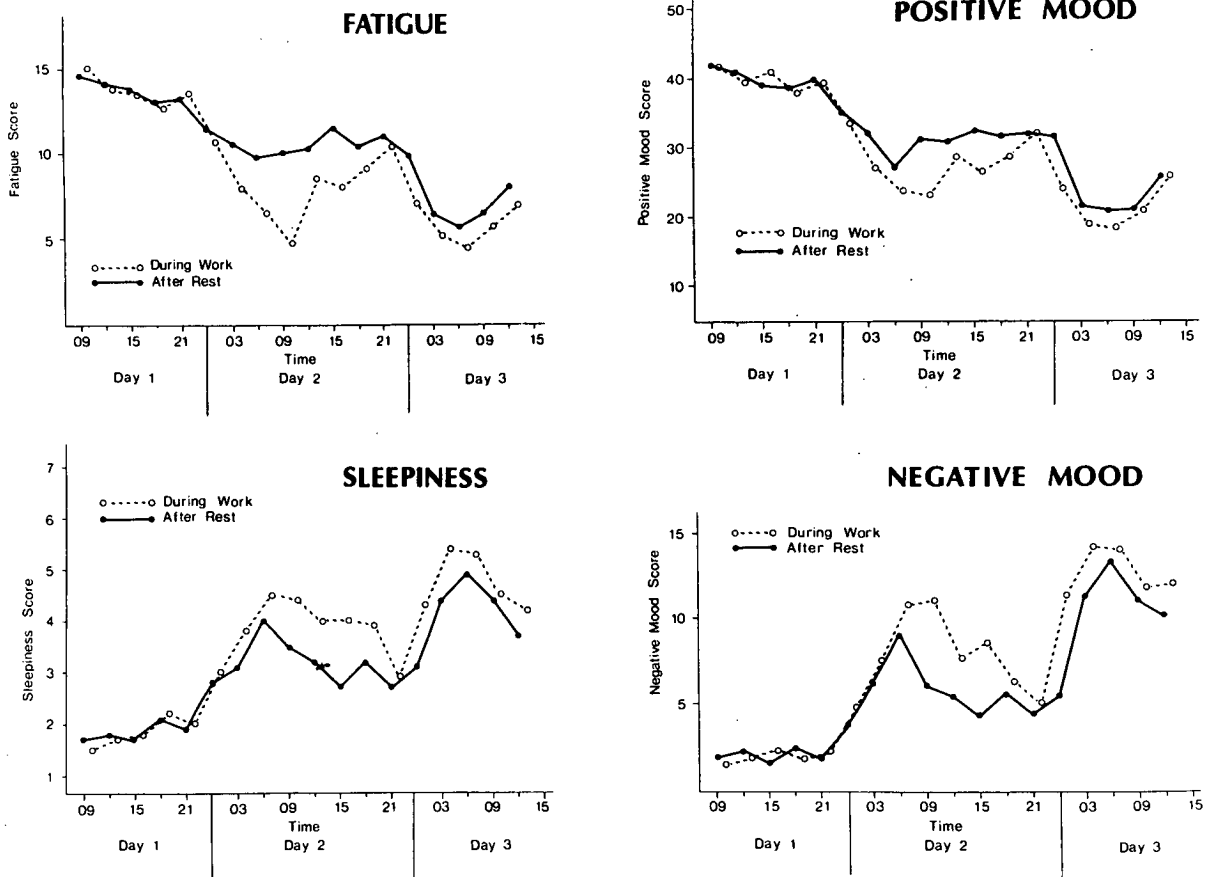 FATIGUE
15
10
5
Fatigue Score
During Work
After Rest
09 15 21 03 09 15 21 03 09 15
Time
Day 1 Day 2 Day 3
POSITIVE MOOD
50
40
30
20
10
Positive Mood Score
During Work
After Rest
09 15 21 03 09 15 21 03 09 15
Time
Day 1 Day 2 Day 3
SLEEPINESS
7
6
5
4
3
2
1
Sleepiness Score
During Work
After Rest
09 15 21 03 09 15 21 03 09 15
Time
Day 1 Day 2 Day 3
NEGATIVE MOOD
15
10
5
Negative Mood Score
During Work
After Rest
09 15 21 03 09 15 21 03 09 15
Time
Day 1 Day 2 Day 3